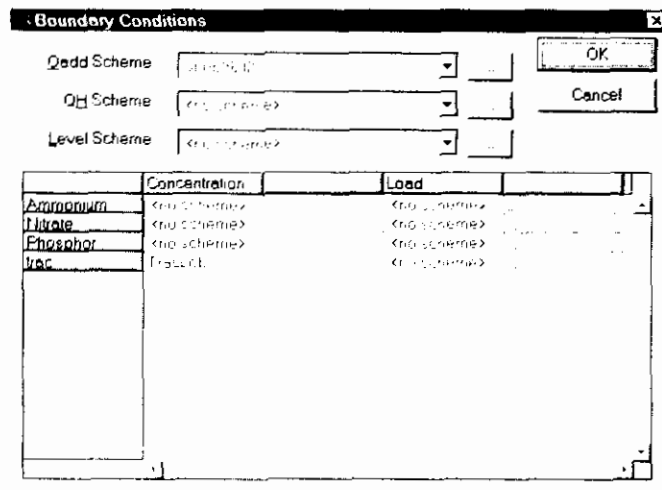 Boundary Conditions
Qadd Scheme
OK
QH Scheme
<no scheme>
Cancel
Level Scheme
<no scheme>
Concentration Load
Ammonium <no scheme> <no scheme>
Nitrate <no scheme> <no scheme>
Phosphor <no scheme> <no scheme>
trac <no scheme>